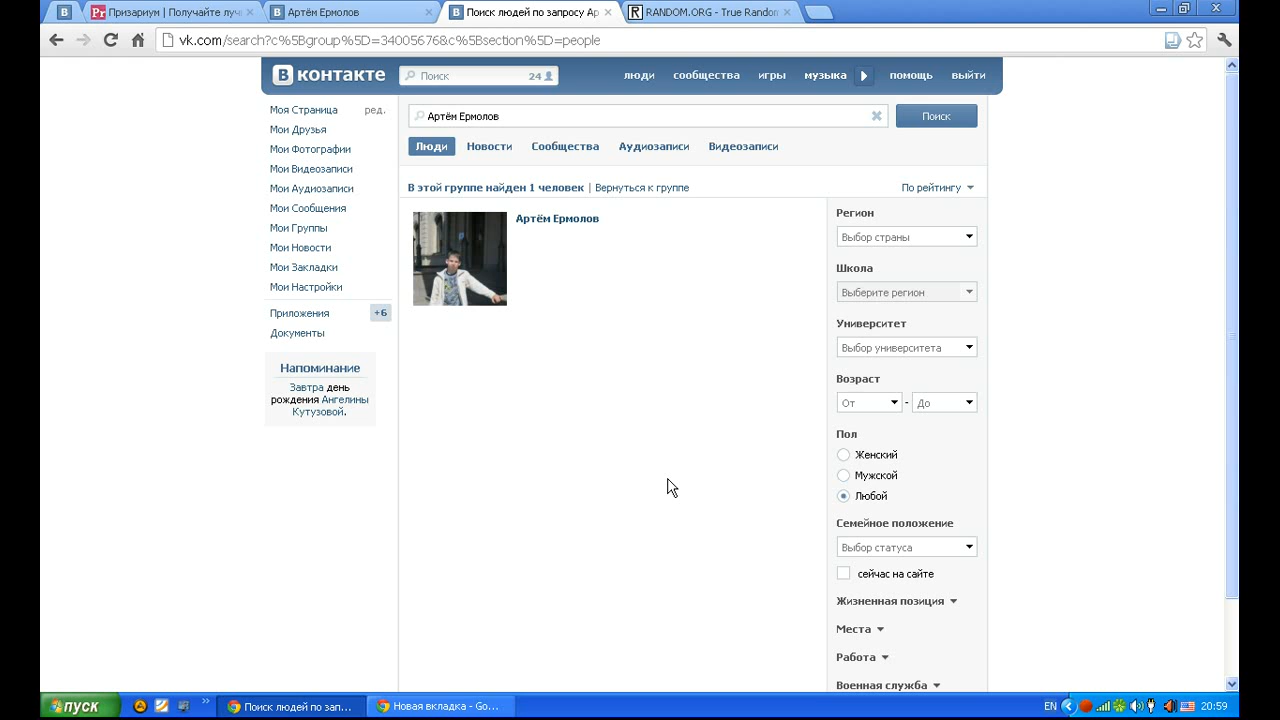 Призариум | Получайте луч
Артём Ермолов
Поиск людей по запросу Ар
RANDOM.ORG - True Random
vk.com/search?c%5Bgroup%5D=34005676&c%5Bsection%5D=people
В контакте
Поиск
24
люди
сообщества
игры
музыка
помощь
выйти
Моя Страница
ред.
Мои Друзья
Мои Фотографии
Мои Видеозаписи
Мои Аудиозаписи
Мои Сообщения
Мои Группы
Мои Новости
Мои Закладки
Мои Настройки
Приложения
+6
Документы
Напоминание
Завтра день
рождения Ангелины
Кутузовой.
Артём Ермолов
Поиск
Люди
Новости
Сообщества
Аудиозаписи
Видеозаписи
В этой группе найден 1 человек | Вернуться к группе
По рейтингу
Артём Ермолов
Регион
Выбор страны
Школа
Выберите регион
Университет
Выбор университета
Возраст
От - До
Пол
Женский
Мужской
Любой
Семейное положение
Выбор статуса
сейчас на сайте
Жизненная позиция
Места
Работа
Военная служба
пуск
Поиск людей по зап...
Новая вкладка - Go...
EN
20:59